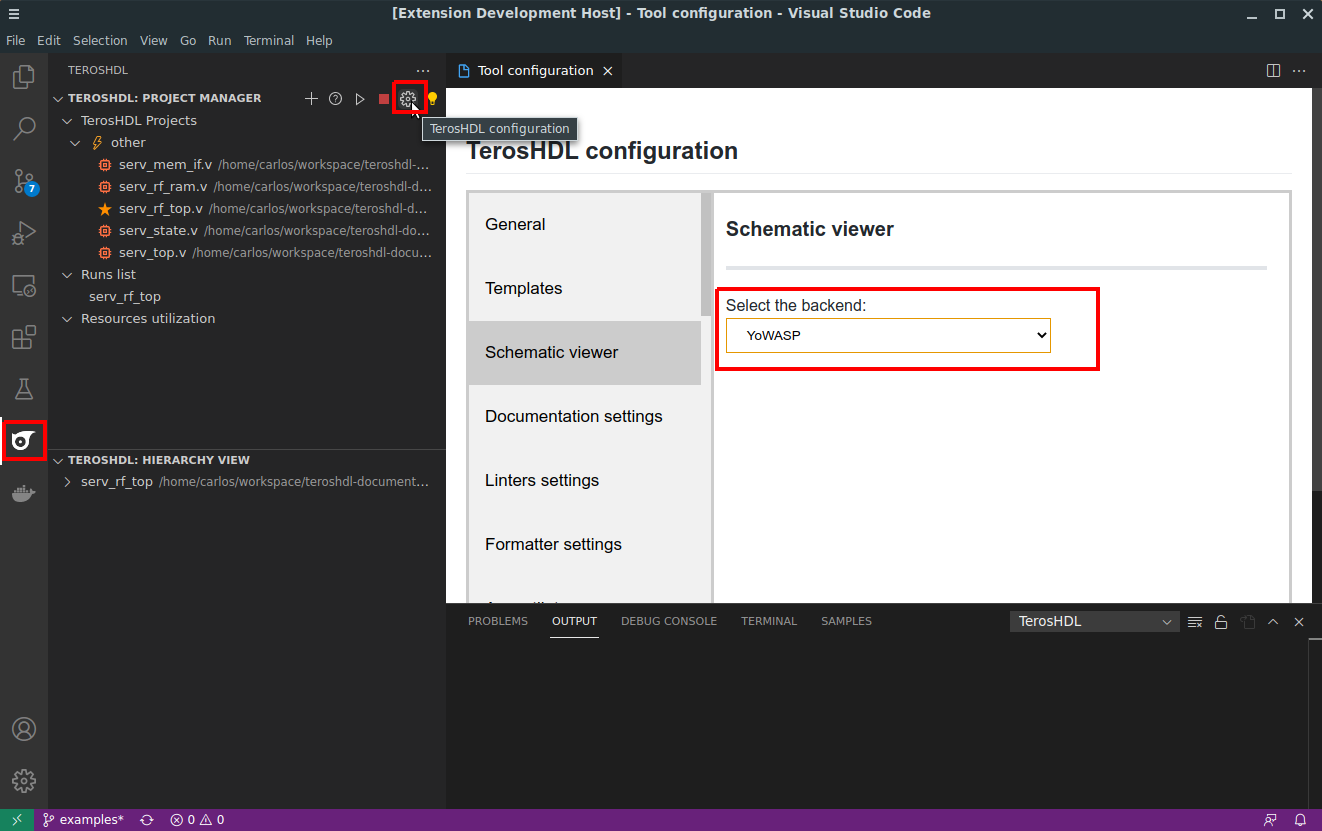 [Extension Development Host] - Tool configuration - Visual Studio Code
File Edit Selection View Go Run Terminal Help
TEROSHDL
TEROSHDL: PROJECT MANAGER
TerosHDL Projects
other
serv_mem_if.v /home/carlos/workspace/teroshdl-...
serv_rf_ram.v /home/carlos/workspace/teroshdl-d...
serv_rf_top.v /home/carlos/workspace/teroshdl-d...
serv_state.v /home/carlos/workspace/teroshdl-do...
serv_top.v /home/carlos/workspace/teroshdl-docu...
Runs list
serv_rf_top
Resources utilization
7
TEROSHDL: HIERARCHY VIEW
serv_rf_top /home/carlos/workspace/teroshdl-document...
Tool configuration
TerosHDL configuration
TerosHDL configuration
General
Templates
Schematic viewer
Documentation settings
Linters settings
Formatter settings
Schematic viewer
Select the backend:
YoWASP
PROBLEMS OUTPUT DEBUG CONSOLE TERMINAL SAMPLES
TerosHDL
examples* 0 0